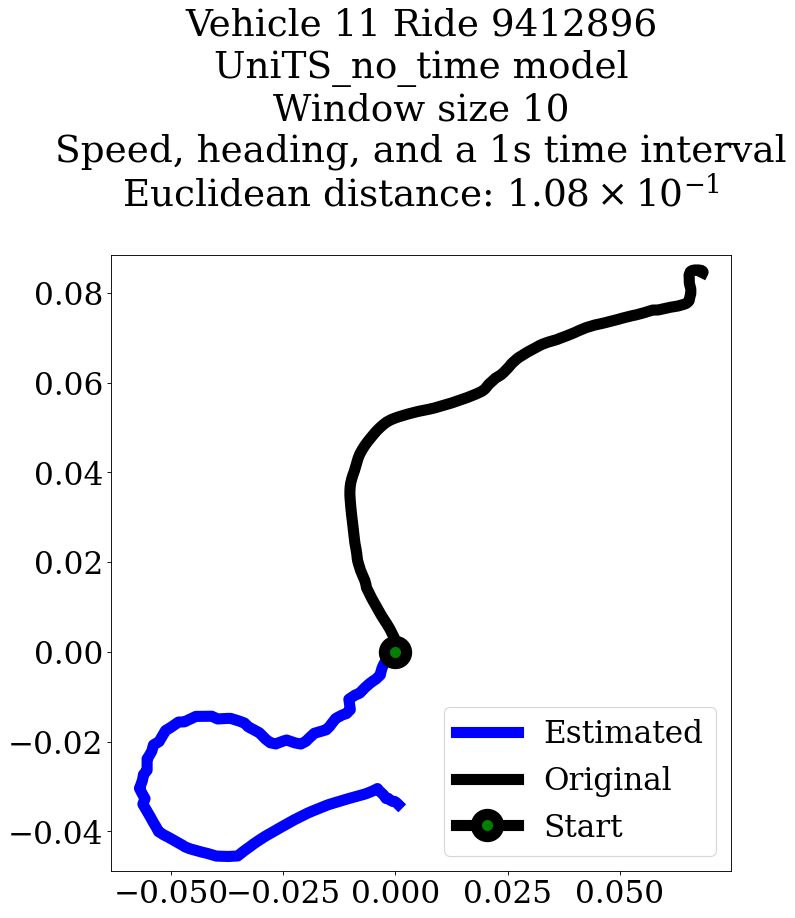 Vehicle 11 Ride 9412896
UniTS_no_time model
Window size 10
Speed, heading, and a 1s time interval
Euclidean distance: 1.08 × 10⁻¹
0.08
0.06
0.04
0.02
0.00
−0.02
−0.04
Estimated
Original
Start
−0.050 −0.025 0.000 0.025 0.050